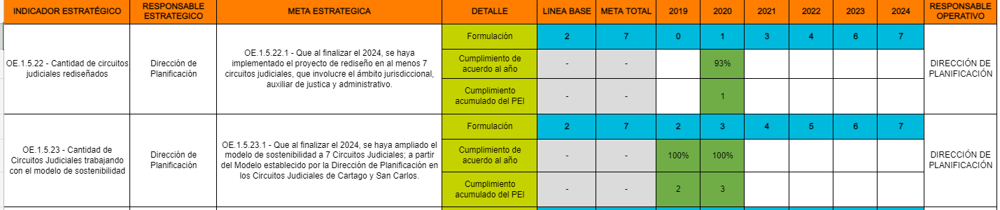 INDICADOR ESTRATÉGICO
RESPONSABLE
ESTRATEGICO
META ESTRATEGICA
DETALLE
LINEA BASE
META TOTAL
2019
2020
2021
2022
2023
2024
RESPONSABLE
OPERATIVO
OE.1.5.22 - Cantidad de circuitos
judiciales rediseñados
Dirección de
Planificación
OE.1.5.22.1 - Que al finalizar el 2024, se haya
implementado el proyecto de rediseño en al menos 7
circuitos judiciales, que involucre el ámbito jurisdiccional,
auxiliar de justica y administrativo.
Formulación
2
7
0
1
3
4
6
7
Cumplimiento de
acuerdo al año
-
-
93%
Cumplimiento
acumulado del PEI
-
-
1
DIRECCIÓN DE
PLANIFICACIÓN
OE.1.5.23 - Cantidad de
Circuitos Judiciales trabajando
con el modelo de sostenibilidad
Dirección de
Planificación
OE.1.5.23.1 - Que al finalizar el 2024, se haya ampliado el
modelo de sostenibilidad a 7 Circuitos Judiciales; a partir
del Modelo establecido por la Dirección de Planificación en
los Circuitos Judiciales de Cartago y San Carlos.
Formulación
2
7
2
3
4
5
6
7
Cumplimiento de
acuerdo al año
-
-
100%
100%
Cumplimiento
acumulado del PEI
-
-
2
3
DIRECCIÓN DE
PLANIFICACIÓN